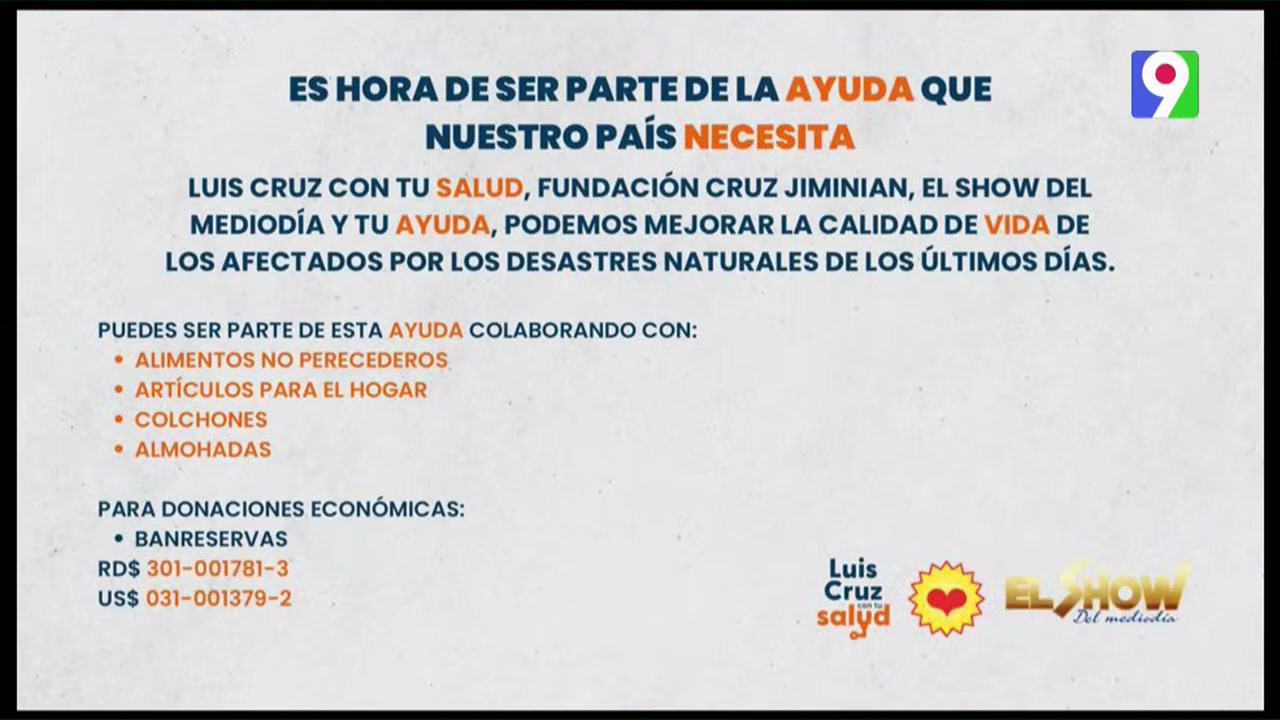 9
ES HORA DE SER PARTE DE LA AYUDA QUE
NUESTRO PAÍS NECESITA
LUIS CRUZ CON TU SALUD, FUNDACIÓN CRUZ JIMINIAN, EL SHOW DEL
MEDIODÍA Y TU AYUDA, PODEMOS MEJORAR LA CALIDAD DE VIDA DE
LOS AFECTADOS POR LOS DESASTRES NATURALES DE LOS ÚLTIMOS DÍAS.
PUEDES SER PARTE DE ESTA AYUDA COLABORANDO CON:
• ALIMENTOS NO PERECEDEROS
• ARTÍCULOS PARA EL HOGAR
• COLCHONES
• ALMOHADAS
PARA DONACIONES ECONÓMICAS:
• BANRESERVAS
RD$ 301-001781-3
US$ 031-001379-2
Luis
Cruz
con tu
salud
EL SHOW
Del mediodía